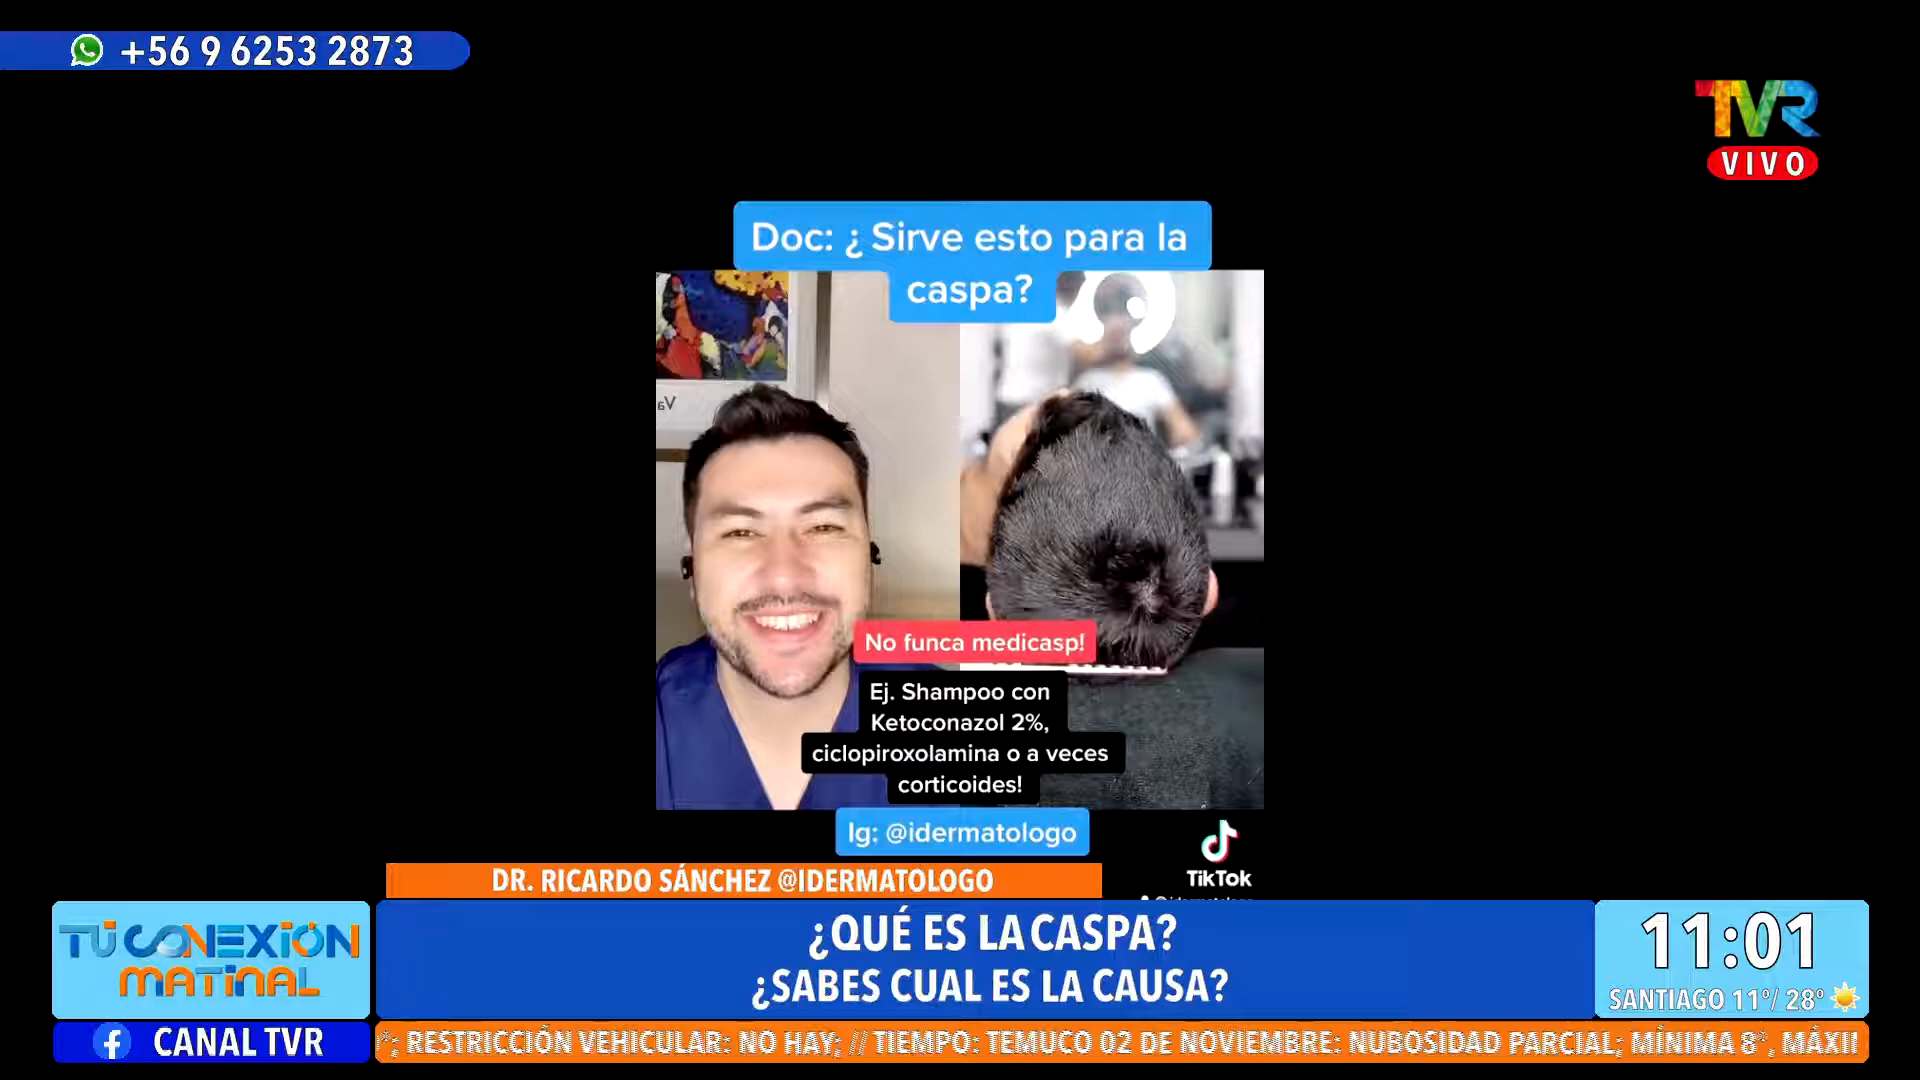 +56 9 6253 2873
TVR
VIVO
Doc: ¿ Sirve esto para la
caspa?
No funca medicasp!
Ej. Shampoo con
Ketoconazol 2%,
ciclopiroxolamina o a veces
corticoides!
Ig: @idermatologo
TikTok
DR. RICARDO SÁNCHEZ @IDERMATOLOGO
TÚ CONEXIÓN
MATINAL
¿QUÉ ES LA CASPA?
¿SABES CUAL ES LA CAUSA?
11:01
SANTIAGO 11º/ 28º
CANAL TVR
RESTRICCIÓN VEHICULAR: NO HAY; // TIEMPO: TEMUCO 02 DE NOVIEMBRE: NUBOSIDAD PARCIAL; MÍNIMA 8°,